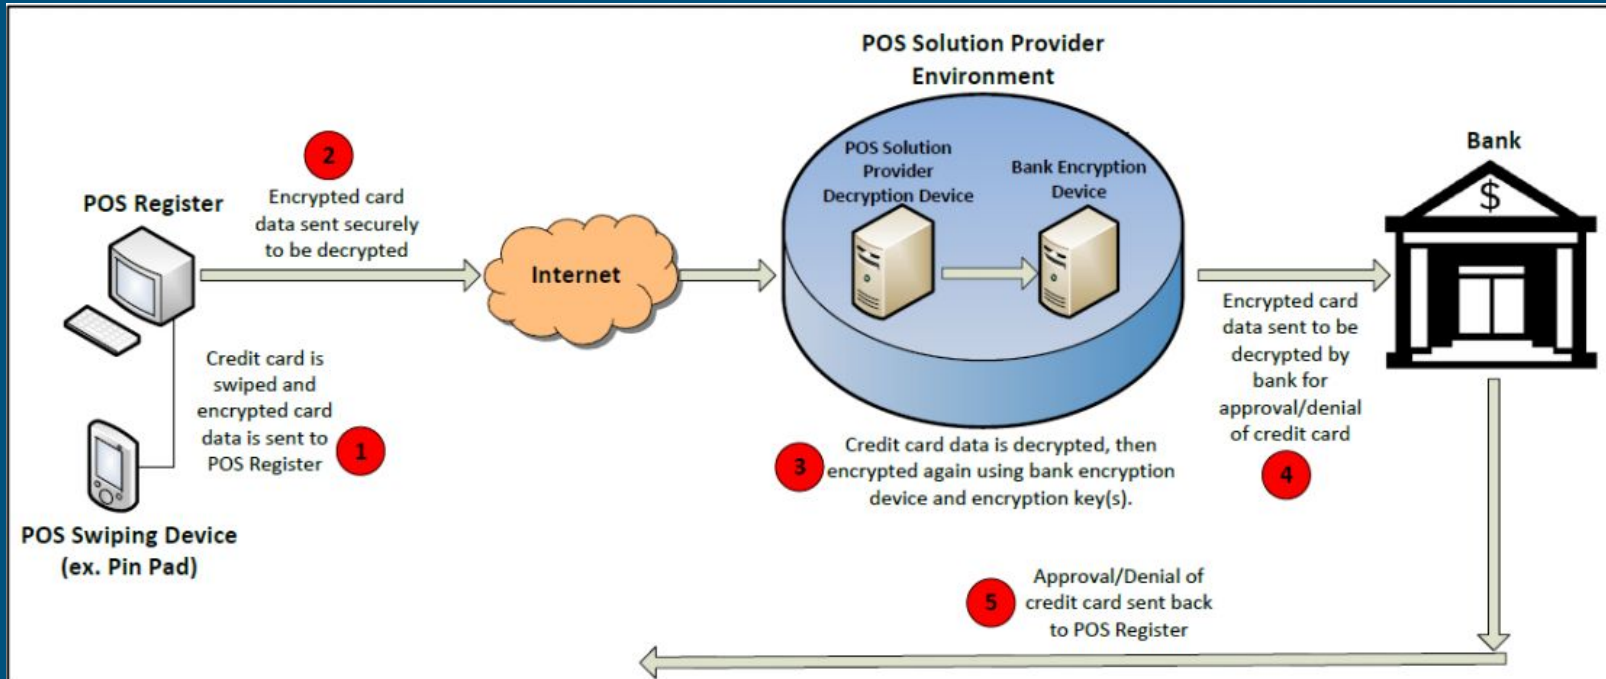 POS Solution Provider
Environment
POS Solution
Provider
Decryption Device
Bank Encryption
Device
Bank
$
2
Encrypted card
data sent securely
to be decrypted
POS Register
Internet
Credit card is
swiped and
encrypted card
data is sent to
POS Register
1
POS Swiping Device
(ex. Pin Pad)
3
Credit card data is decrypted, then
encrypted again using bank encryption
device and encryption key(s).
Encrypted card
data sent to be
decrypted by
bank for
approval/denial
of credit card
4
5
Approval/Denial of
credit card sent back
to POS Register